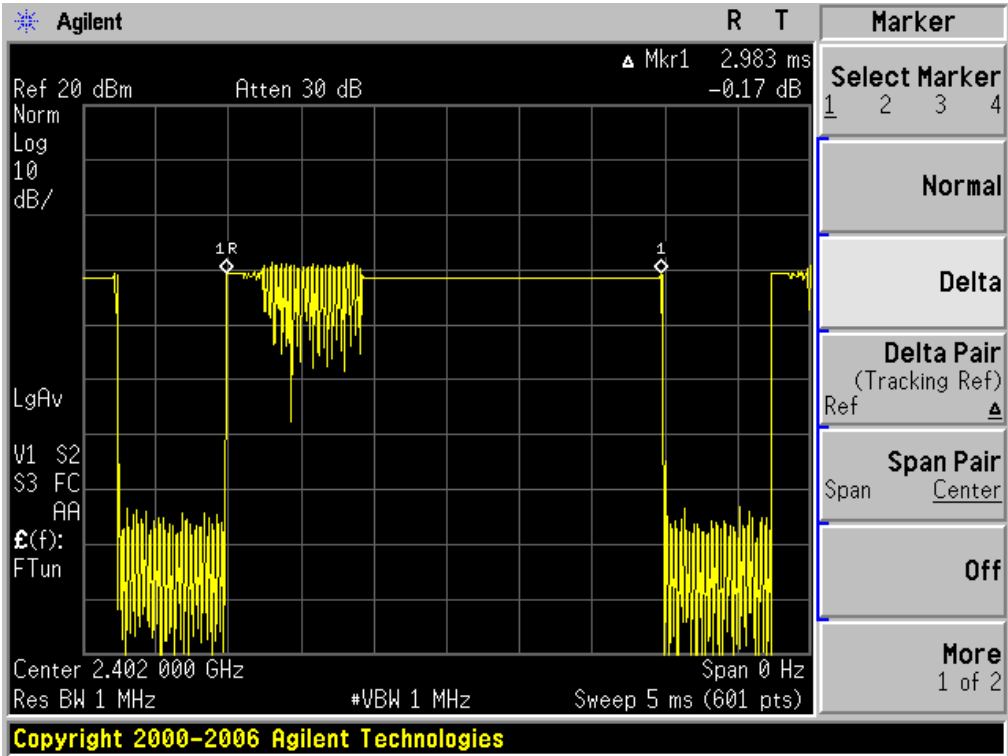 Agilent R T
Marker
Δ Mkr1 2.983 ms
Ref 20 dBm Atten 30 dB -0.17 dB
Norm
Log
10
dB/
1R
1
LgAv
V1 S2
S3 FC
AA
£(f):
FTun
Center 2.402 000 GHz Span 0 Hz
Res BW 1 MHz #VBW 1 MHz Sweep 5 ms (601 pts)
Select Marker
1 2 3 4
Normal
Delta
Delta Pair
(Tracking Ref)
Ref Δ
Span Pair
Span Center
Off
More
1 of 2
Copyright 2000-2006 Agilent Technologies